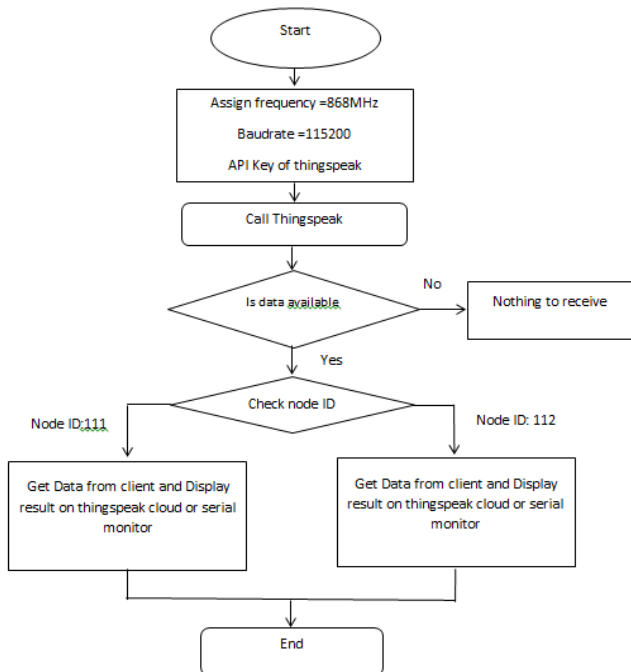 Start
Assign frequency =868MHz
Baudrate =115200
API Key of thingspeak
Call Thingspeak
Is data available
No
Nothing to receive
Yes
Check node ID
Node ID:111
Node ID: 112
Get Data from client and Display
result on thingspeak cloud or serial
monitor
Get Data from client and Display
result on thingspeak cloud or serial
monitor
End